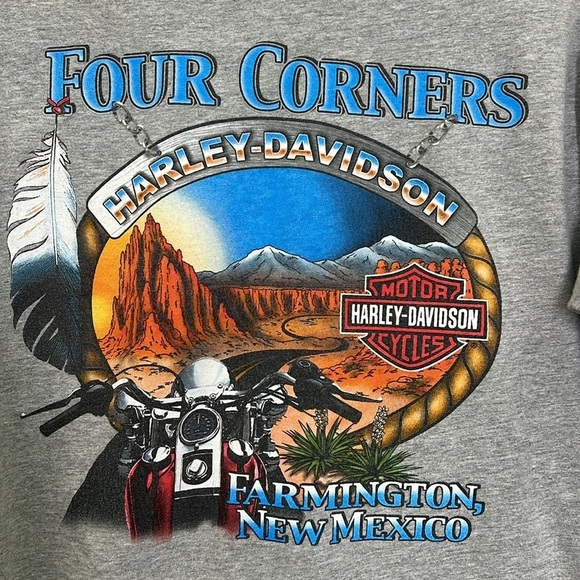 FOUR CORNERS
HARLEY-DAVIDSON
MOTOR
HARLEY-DAVIDSON
CYCLES
FARMINGTON,
NEW MEXICO